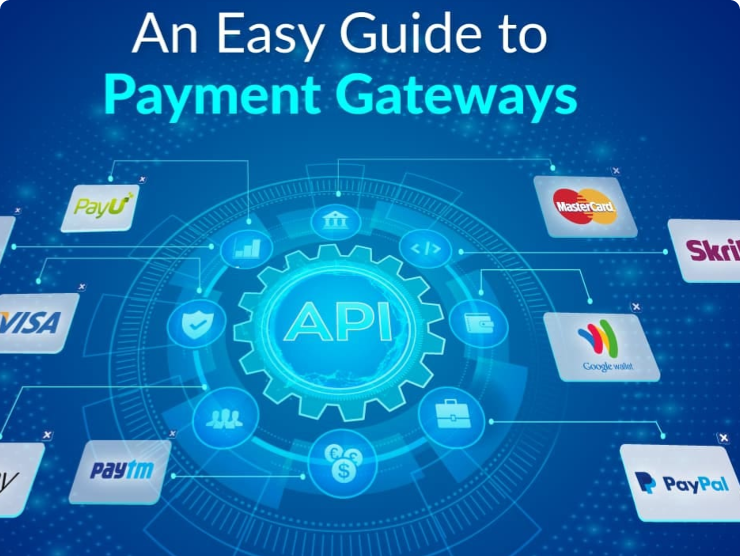 An Easy Guide to
Payment Gateways
PayU
MasterCard
VISA
API
Google wallet
paytm
PayPal